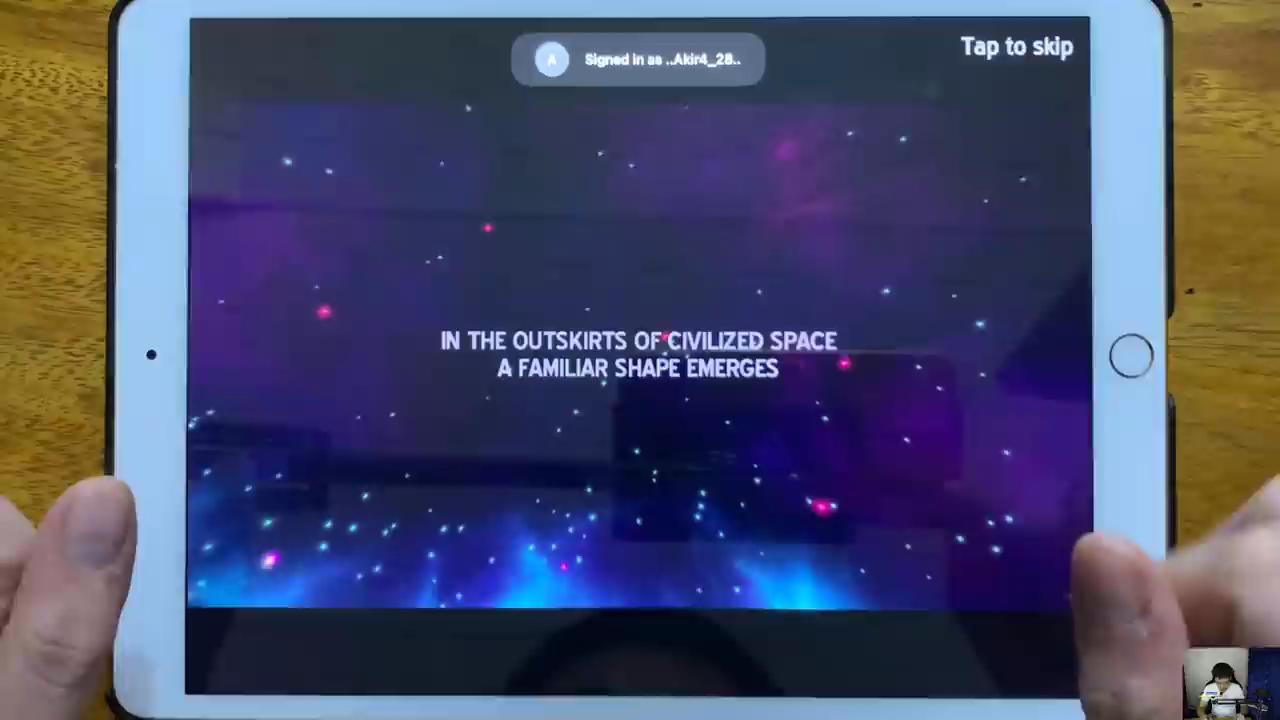 Tap to skip
A
Signed in as ..Akir4_28..
IN THE OUTSKIRTS OF CIVILIZED SPACE
A FAMILIAR SHAPE EMERGES